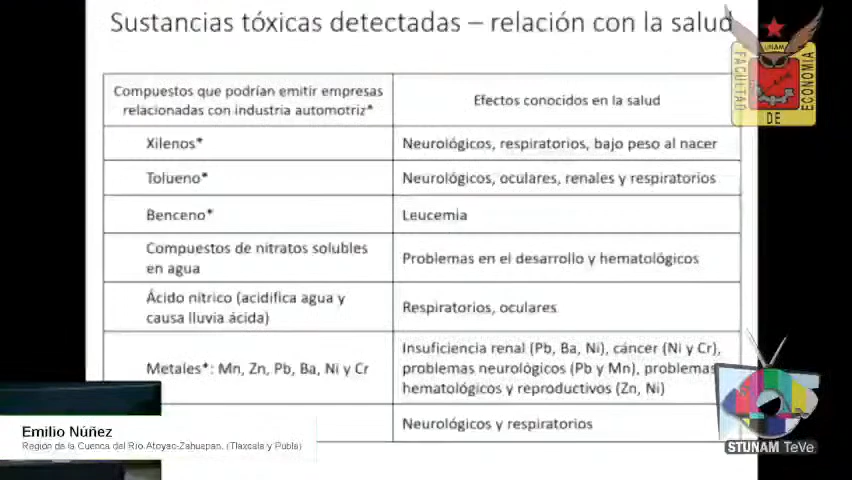 Sustancias tóxicas detectadas – relación con la salud
UNAM
FACULTAD
DE
ECONOMIA
Compuestos que podrían emitir empresas
relacionadas con industria automotriz*
Efectos conocidos en la salud
Xilenos*
Neurológicos, respiratorios, bajo peso al nacer
Tolueno*
Neurológicos, oculares, renales y respiratorios
Benceno*
Leucemia
Compuestos de nitratos solubles
en agua
Problemas en el desarrollo y hematológicos
Ácido nítrico (acidifica agua y
causa lluvia ácida)
Respiratorios, oculares
Metales*: Mn, Zn, Pb, Ba, Ni y Cr
Insuficiencia renal (Pb, Ba, Ni), cáncer (Ni y Cr),
problemas neurológicos (Pb y Mn), problemas
hematológicos y reproductivos (Zn, Ni)
Neurológicos y respiratorios
Emilio Núñez
Región de la Cuenca del Río Atoyac-Zahuepan. (Tlaxcala y Publa)
STUNAM TeVe